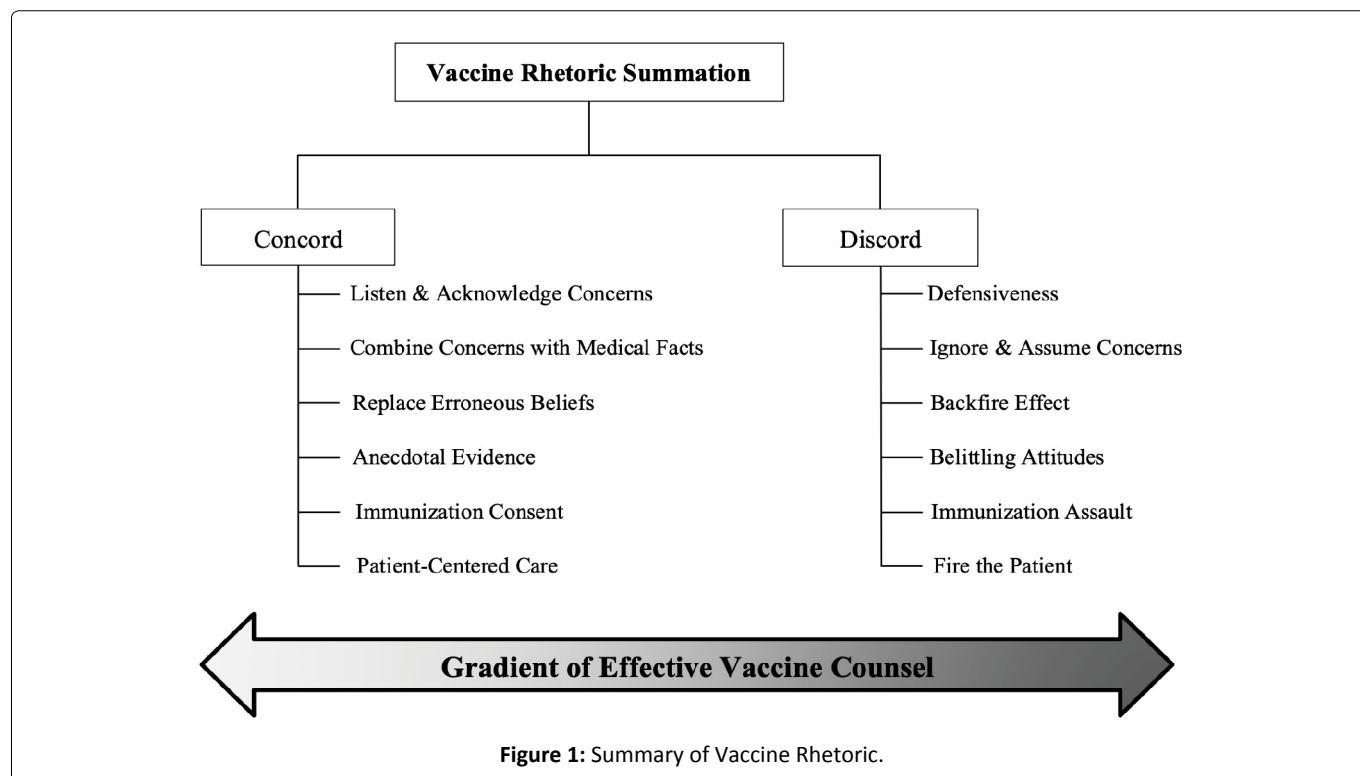 Vaccine Rhetoric Summation
Concord
Listen & Acknowledge Concerns
Combine Concerns with Medical Facts
Replace Erroneous Beliefs
Anecdotal Evidence
Immunization Consent
Patient-Centered Care
Discord
Defensiveness
Ignore & Assume Concerns
Backfire Effect
Belittling Attitudes
Immunization Assault
Fire the Patient
Gradient of Effective Vaccine Counsel
Figure 1: Summary of Vaccine Rhetoric.